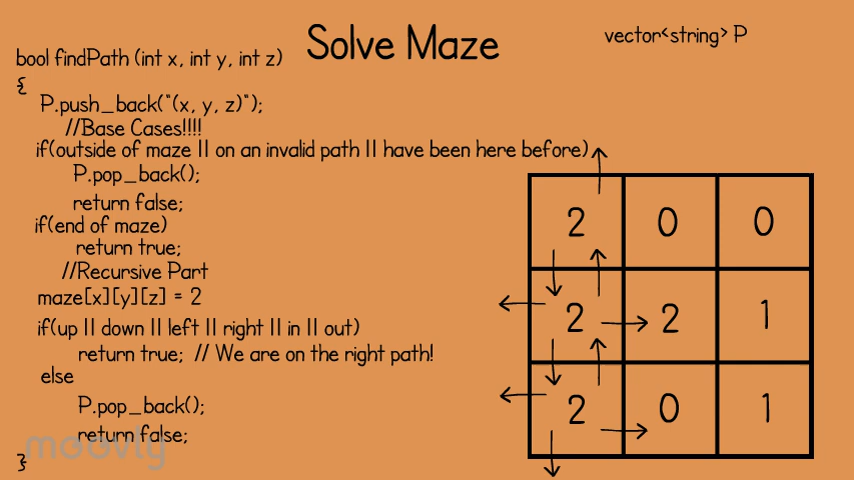 Solve Maze
vector<string> P
bool findPath (int x, int y, int z)
{
P.push_back("(x, y, z)");
//Base Cases!!!!
if(outside of maze || on an invalid path || have been here before)
P.pop_back();
return false;
if(end of maze)
return true;
//Recursive Part
maze[x][y][z] = 2
if(up || down || left || right || in || out)
return true; // We are on the right path!
else
P.pop_back();
return false;
}
2 0 0
2 2 1
2 0 1
moovly